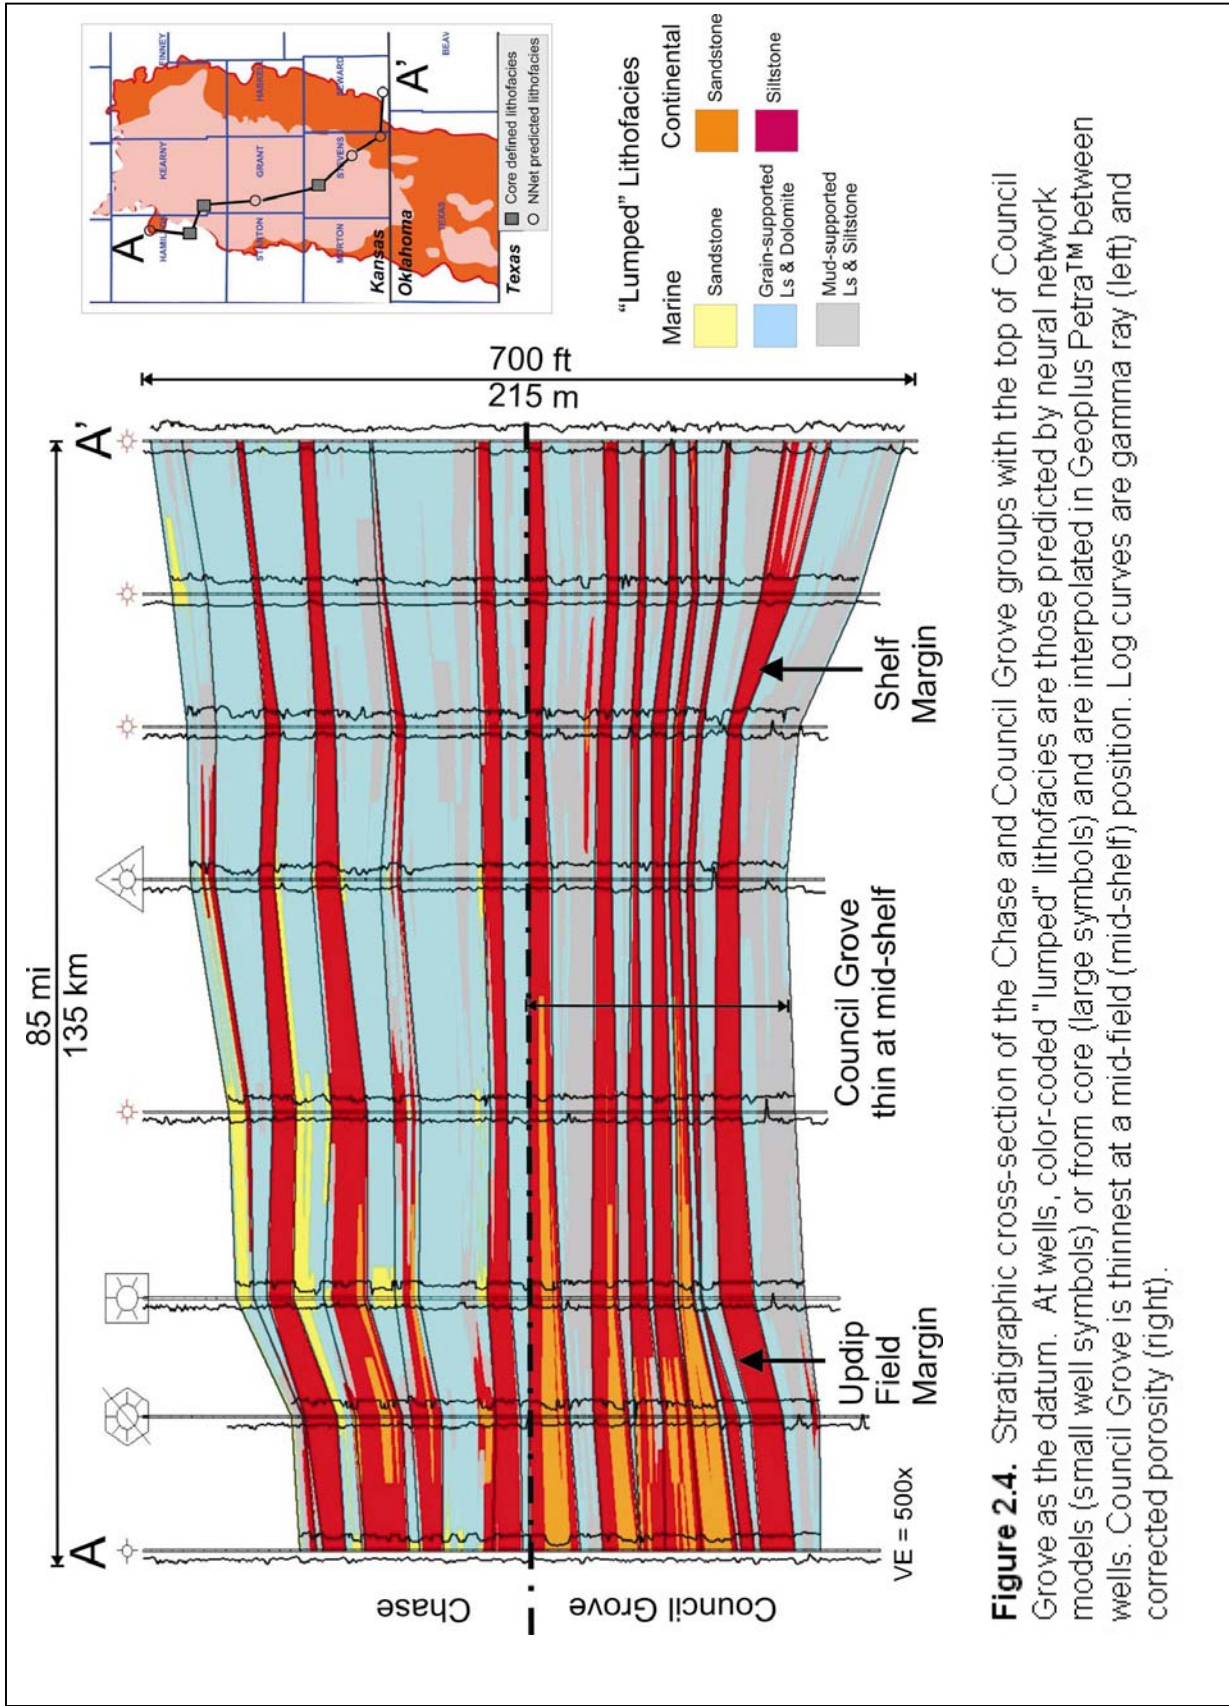 A
A'
85 mi
135 km
700 ft
215 m
Chase
Council Grove
VE = 500x
Updip
Field
Margin
Council Grove
thin at mid-shelf
Shelf
Margin
A
A'
HAMIL
KEARNY
FINNEY
STANTON
GRANT
HASKELL
MORTON
STEVENS
SEWARD
Kansas
Oklahoma
TEXAS
BEAV
Texas
Core defined lithofacies
NNet predicted lithofacies
"Lumped" Lithofacies
Marine
Continental
Sandstone
Sandstone
Grain-supported
Ls & Dolomite
Siltstone
Mud-supported
Ls & Siltstone
Figure 2.4. Stratigraphic cross-section of the Chase and Council Grove groups with the top of Council
Grove as the datum. At wells, color-coded "lumped" lithofacies are those predicted by neural network
models (small well symbols) or from core (large symbols) and are interpolated in Geoplus Petra™ between
wells. Council Grove is thinnest at a mid-field (mid-shelf) position. Log curves are gamma ray (left) and
corrected porosity (right).